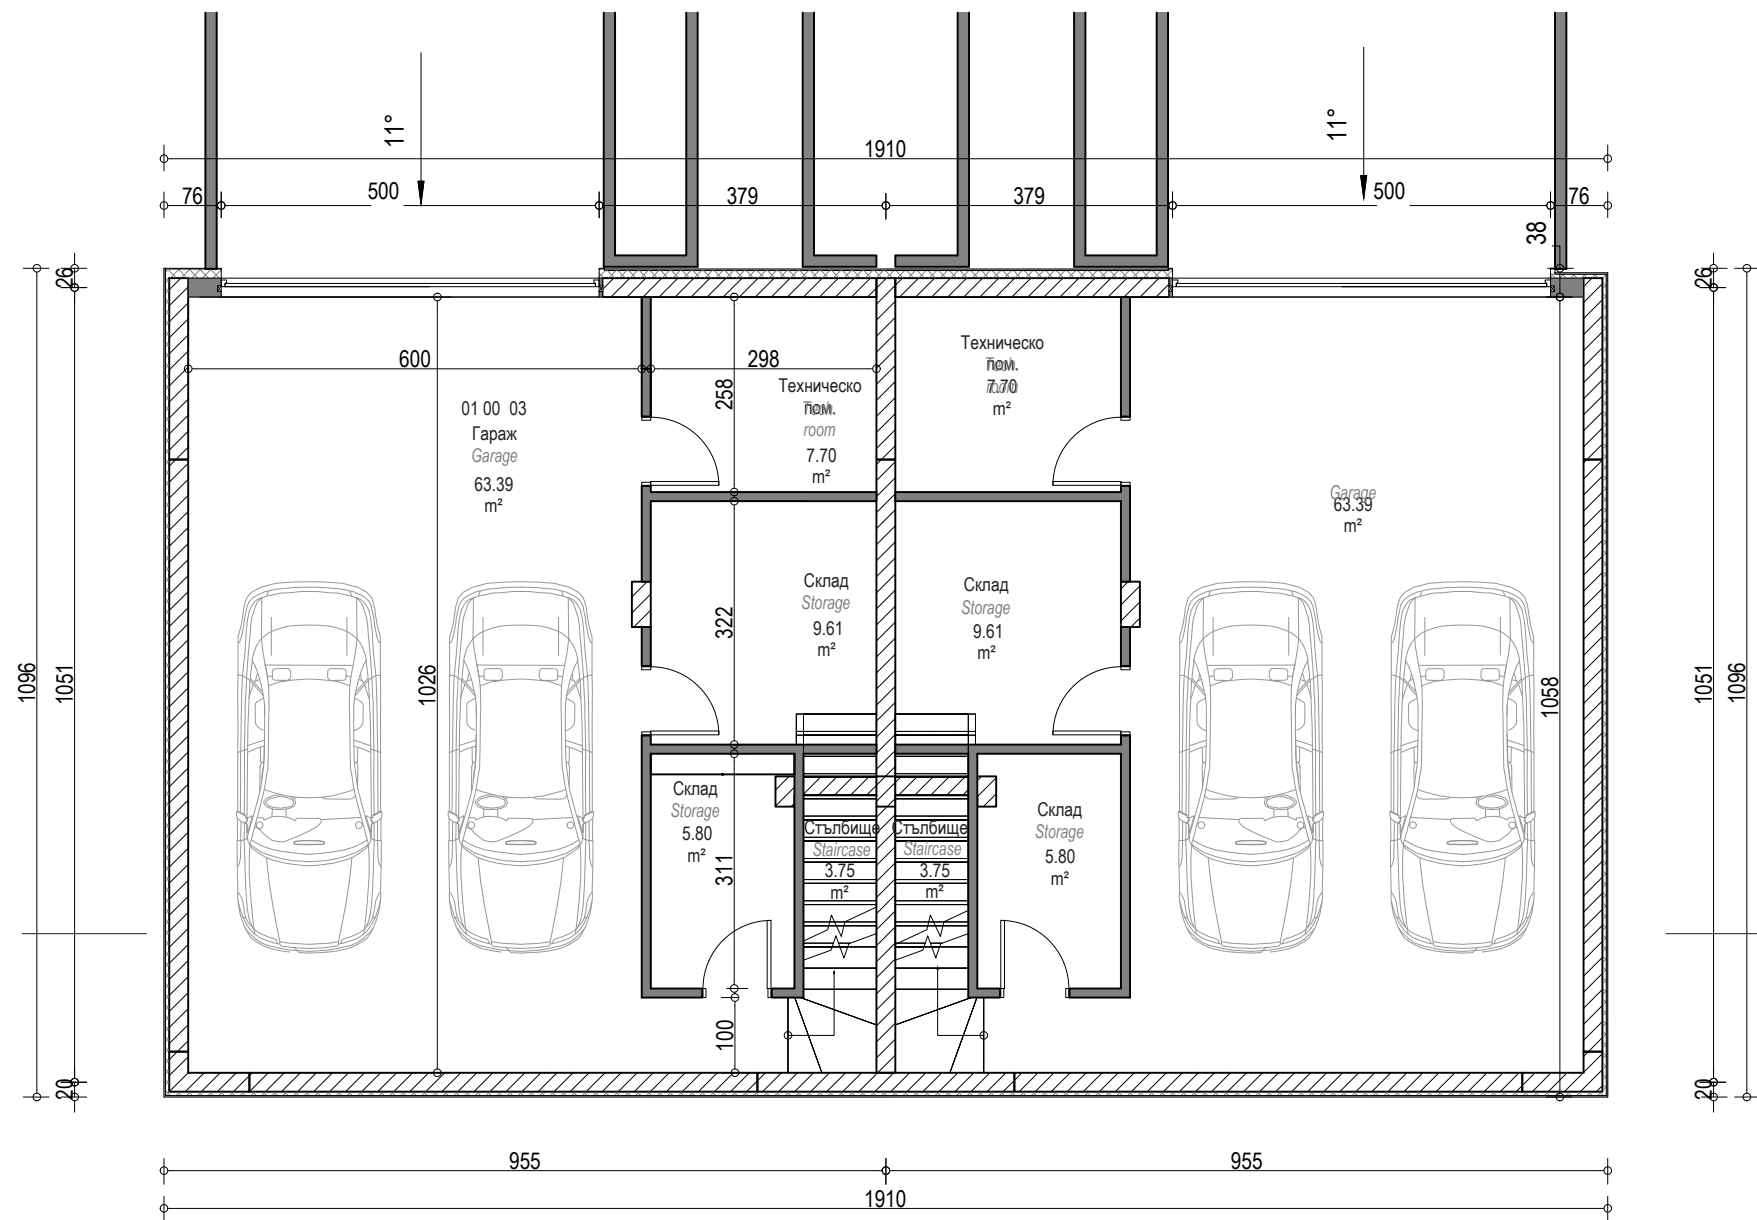 11°
11°
1910
76
500
379
379
500
76
38
26
26
600
298
258
01 00 03
Гараж
Garage
63.39
m²
Техническо
пом.
room
7.70
m²
Техническо
пом.
7.70
m²
Garage
63.39
m²
322
Склад
Storage
9.61
m²
Склад
Storage
9.61
m²
1096
1051
1026
1058
1051
1096
Склад
Storage
5.80
m²
311
Стълбище
Staircase
3.75
m²
Стълбище
Staircase
3.75
m²
Склад
Storage
5.80
m²
100
20
20
955
955
1910